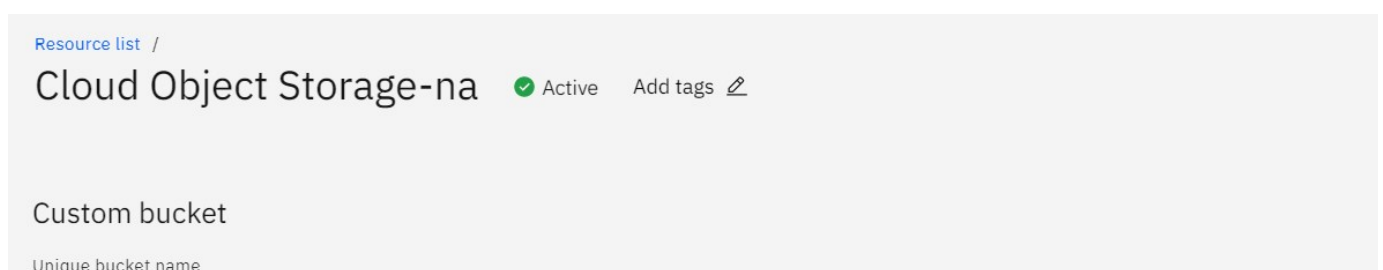 Resource list /
Cloud Object Storage-na Active Add tags
Custom bucket
Unique bucket name